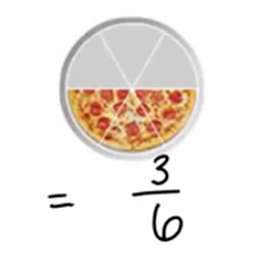 = 3/6